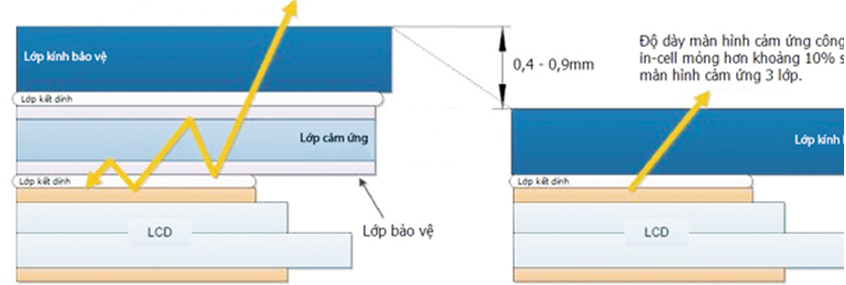 Lớp kính bảo vệ
Lớp kết dính
Lớp cảm ứng
Lớp kết dính
LCD
Lớp bảo vệ
0,4 - 0,9mm
Độ dày màn hình cảm ứng công
in-cell mỏng hơn khoảng 10% s
màn hình cảm ứng 3 lớp.
Lớp kính
Lớp kết dính
LCD